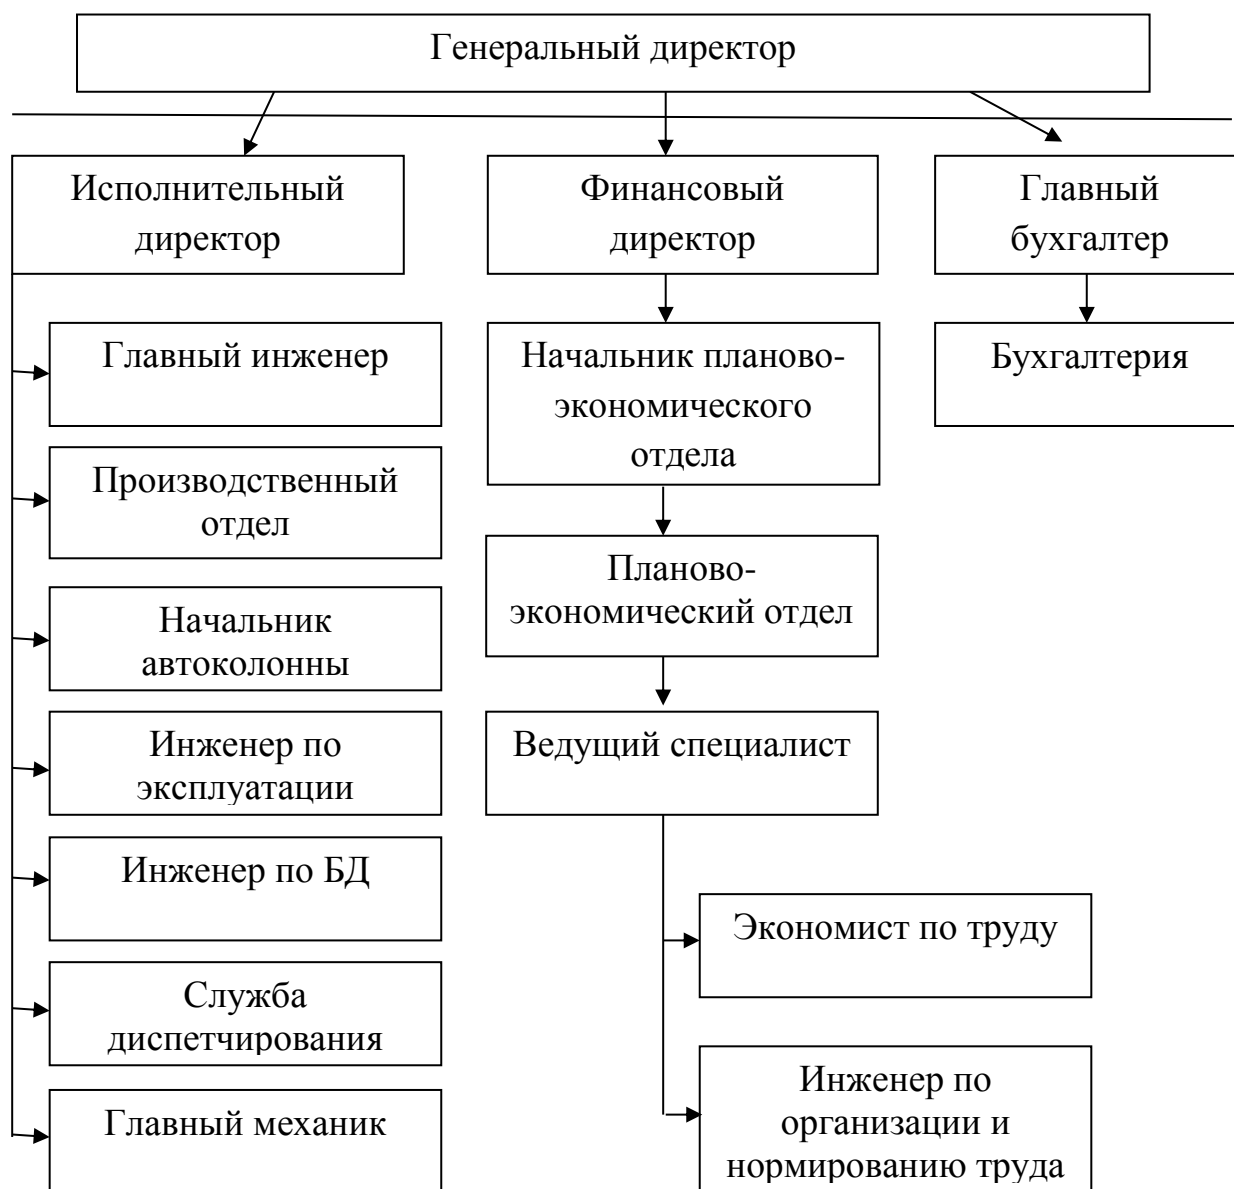 Генеральный директор
Исполнительный
директор
Финансовый
директор
Главный
бухгалтер
Главный инженер
Производственный
отдел
Начальник
автоколонны
Инженер по
эксплуатации
Инженер по БД
Служба
диспетчирования
Главный механик
Начальник планово-
экономического
отдела
Планово-
экономический отдел
Ведущий специалист
Экономист по труду
Инженер по
организации и
нормированию труда
Бухгалтерия